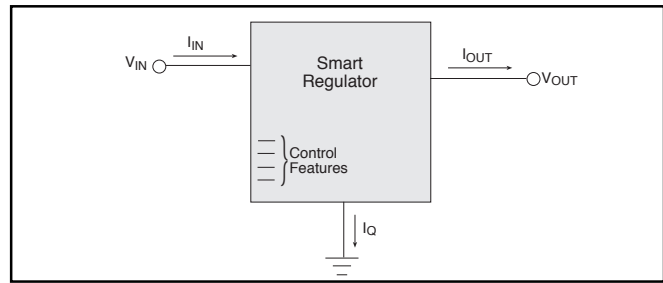 I_IN
V_IN
Smart
Regulator
I_OUT
V_OUT
Control
Features
I_Q